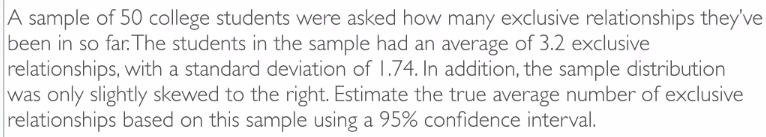 A sample of 50 college students were asked how many exclusive relationships they've
been in so far. The students in the sample had an average of 3.2 exclusive
relationships, with a standard deviation of 1.74. In addition, the sample distribution
was only slightly skewed to the right. Estimate the true average number of exclusive
relationships based on this sample using a 95% confidence interval.